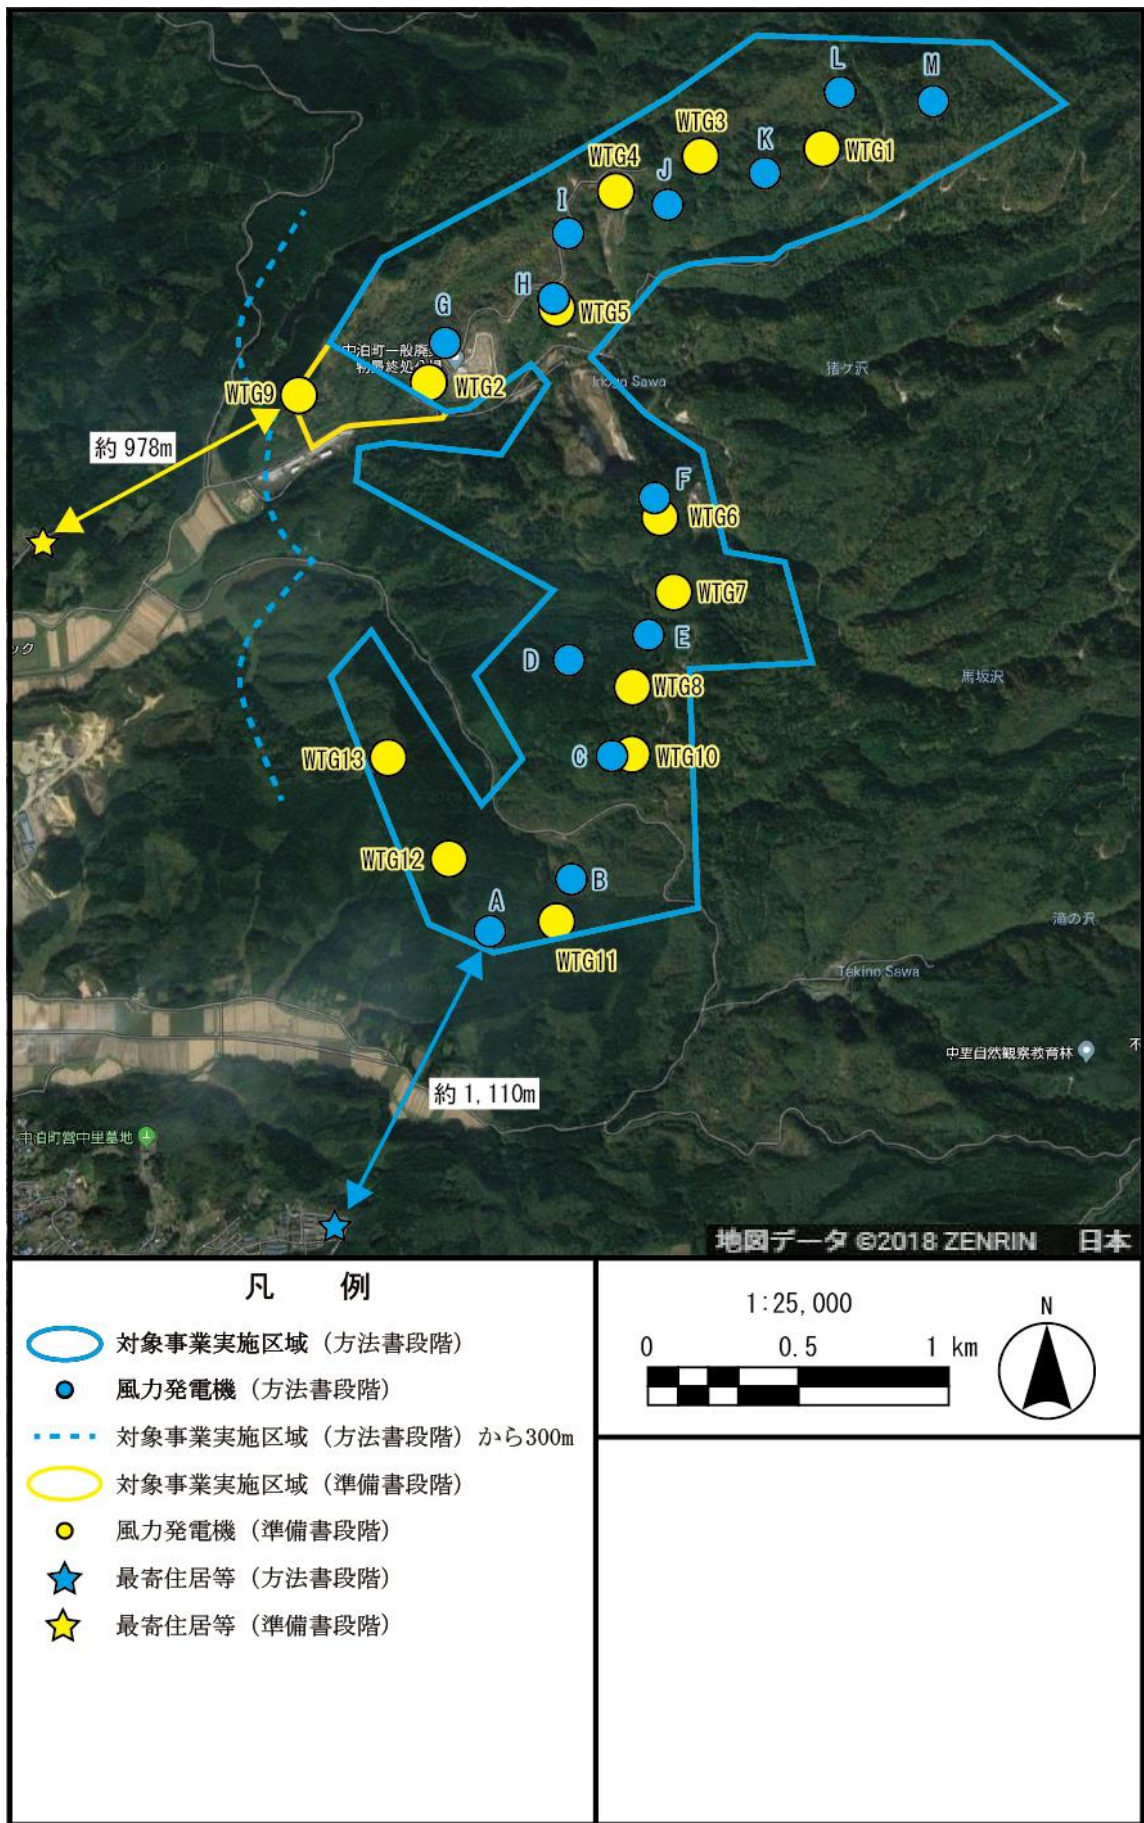 L
M
WTG3
K
WTG1
WTG4
J
I
H
WTG5
G
中泊町一般廃棄
物最終処分場
WTG2
Inoga Sawa
猪ケ沢
WTG9
約 978m
F
WTG6
WTG7
E
D
ック
馬坂沢
WTG8
WTG13
C
WTG10
WTG12
B
A
滝の沢
WTG11
Takino Sawa
中里自然観察教育林
不
約 1,110m
中泊町営中里墓地
地図データ ©2018 ZENRIN 日本
凡 例
対象事業実施区域（方法書段階）
風力発電機（方法書段階）
対象事業実施区域（方法書段階）から300m
対象事業実施区域（準備書段階）
風力発電機（準備書段階）
最寄住居等（方法書段階）
最寄住居等（準備書段階）
1:25,000
0 0.5 1 km
N